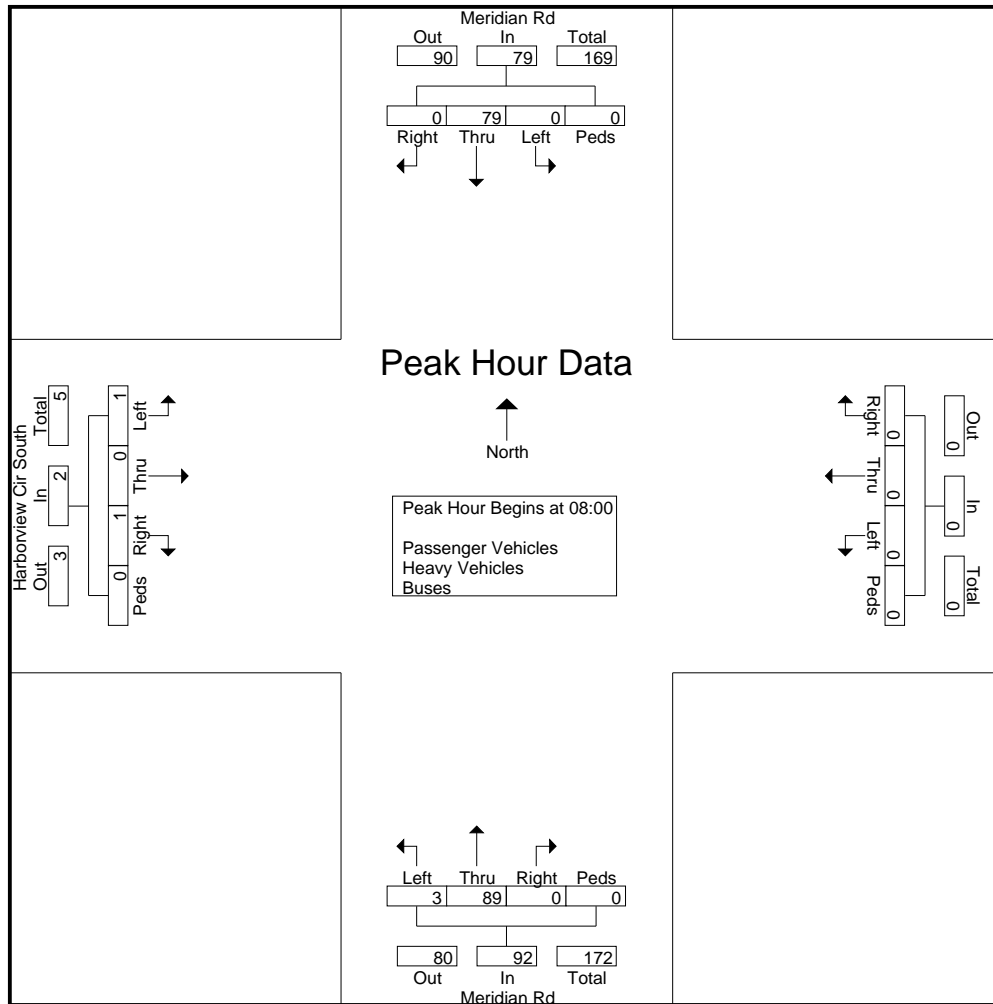 Meridian Rd
Out In Total
90 79 169
0 79 0 0
Right Thru Left Peds
Peak Hour Data
North
Peak Hour Begins at 08:00
Passenger Vehicles
Heavy Vehicles
Buses
Harborview Cir South
Out In Total
3 2 5
0 1 0 1
Peds Right Thru Left
Out In Total
0 0 0
0 0 0 0
Right Thru Left Peds
Left Thru Right Peds
3 89 0 0
80 92 172
Out In Total
Meridian Rd